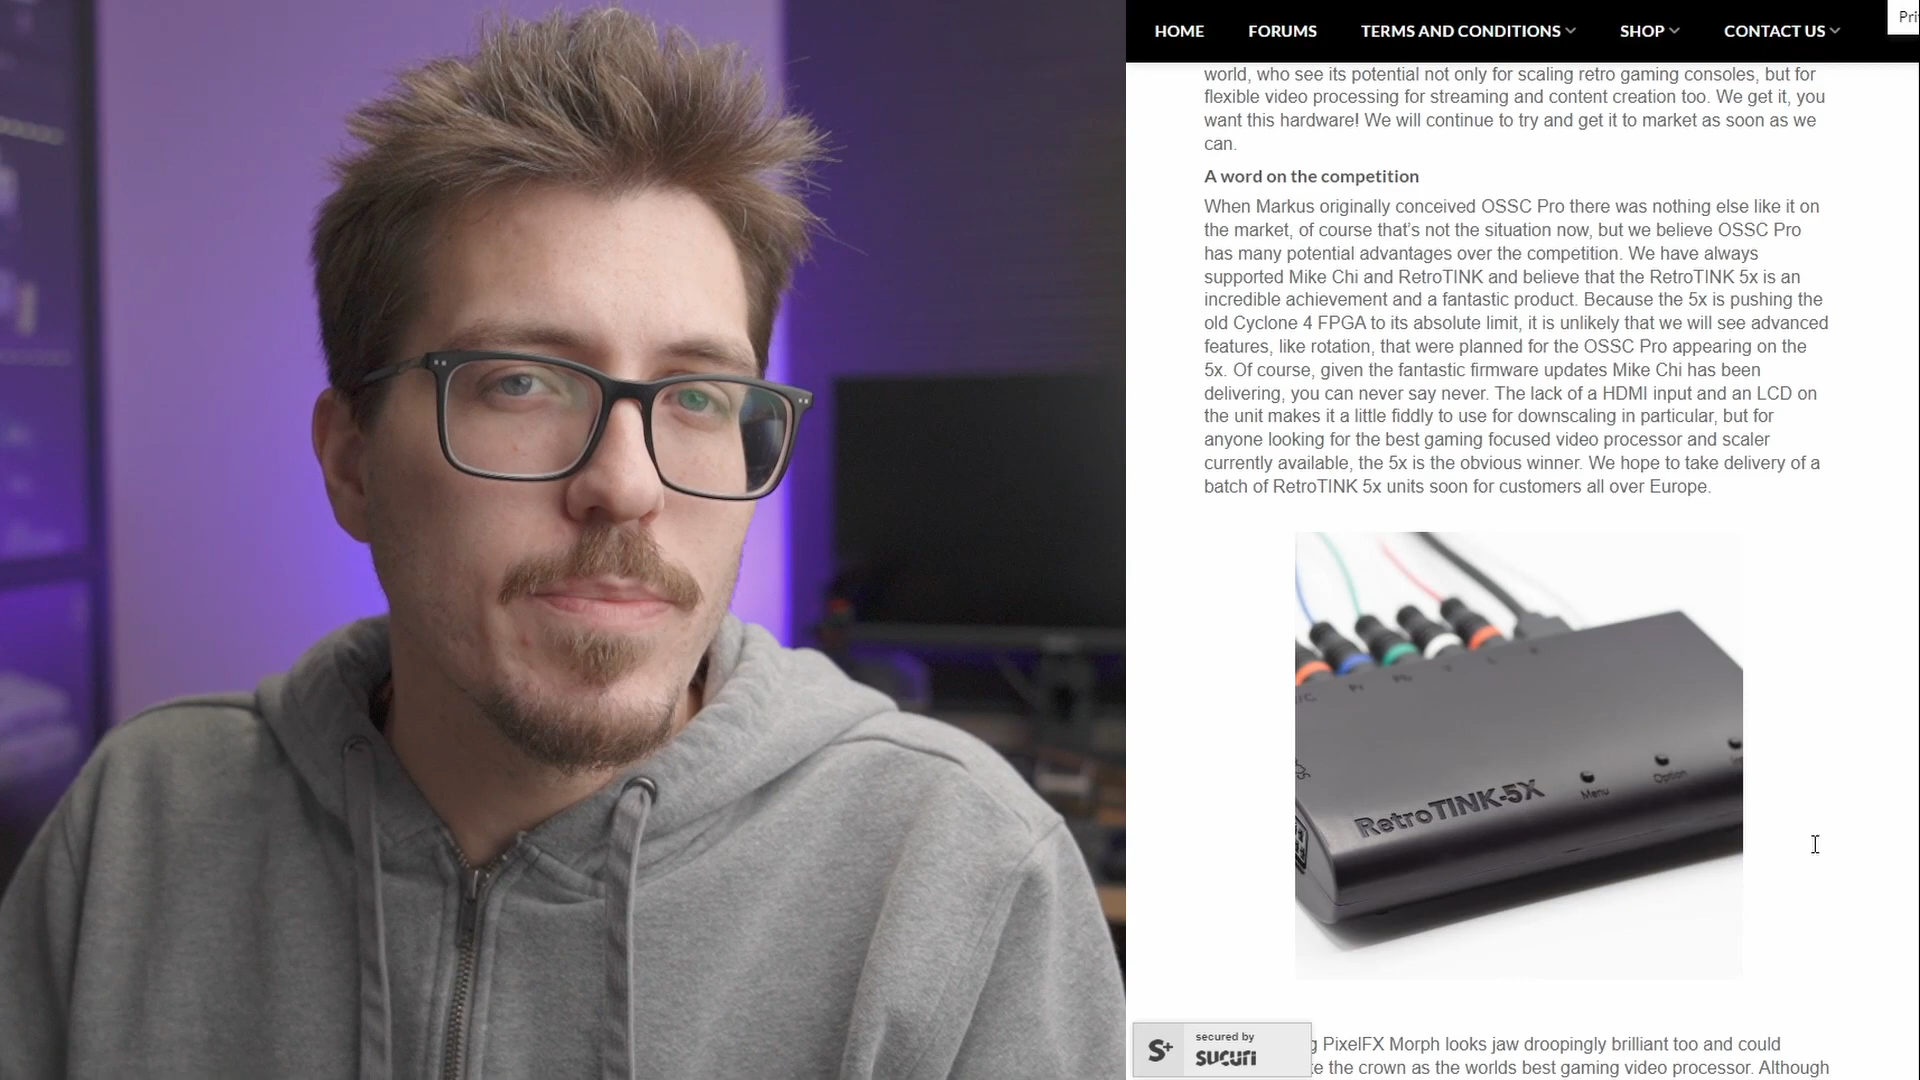 HOME FORUMS TERMS AND CONDITIONS SHOP CONTACT US
world, who see its potential not only for scaling retro gaming consoles, but for
flexible video processing for streaming and content creation too. We get it, you
want this hardware! We will continue to try and get it to market as soon as we
can.
A word on the competition
When Markus originally conceived OSSC Pro there was nothing else like it on
the market, of course that's not the situation now, but we believe OSSC Pro
has many potential advantages over the competition. We have always
supported Mike Chi and RetroTINK and believe that the RetroTINK 5x is an
incredible achievement and a fantastic product. Because the 5x is pushing the
old Cyclone 4 FPGA to its absolute limit, it is unlikely that we will see advanced
features, like rotation, that were planned for the OSSC Pro appearing on the
5x. Of course, given the fantastic firmware updates Mike Chi has been
delivering, you can never say never. The lack of a HDMI input and an LCD on
the unit makes it a little fiddly to use for downscaling in particular, but for
anyone looking for the best gaming focused video processor and scaler
currently available, the 5x is the obvious winner. We hope to take delivery of a
batch of RetroTINK 5x units soon for customers all over Europe.
Pr Pb Y L R
RetroTINK-5X Menu Option
secured by
S+ sucuri
PixelFX Morph looks jaw droopingly brilliant too and could
the crown as the worlds best gaming video processor. Although